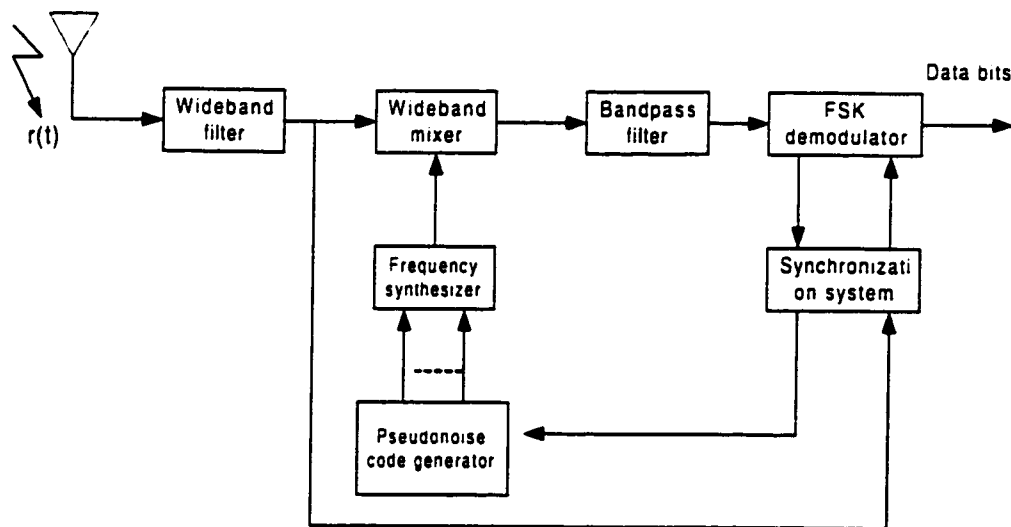 Data bits
Wideband
filter
Wideband
mixer
Bandpass
filter
FSK
demodulator
r(t)
Frequency
synthesizer
Synchronizati
on system
Pseudonoise
code generator